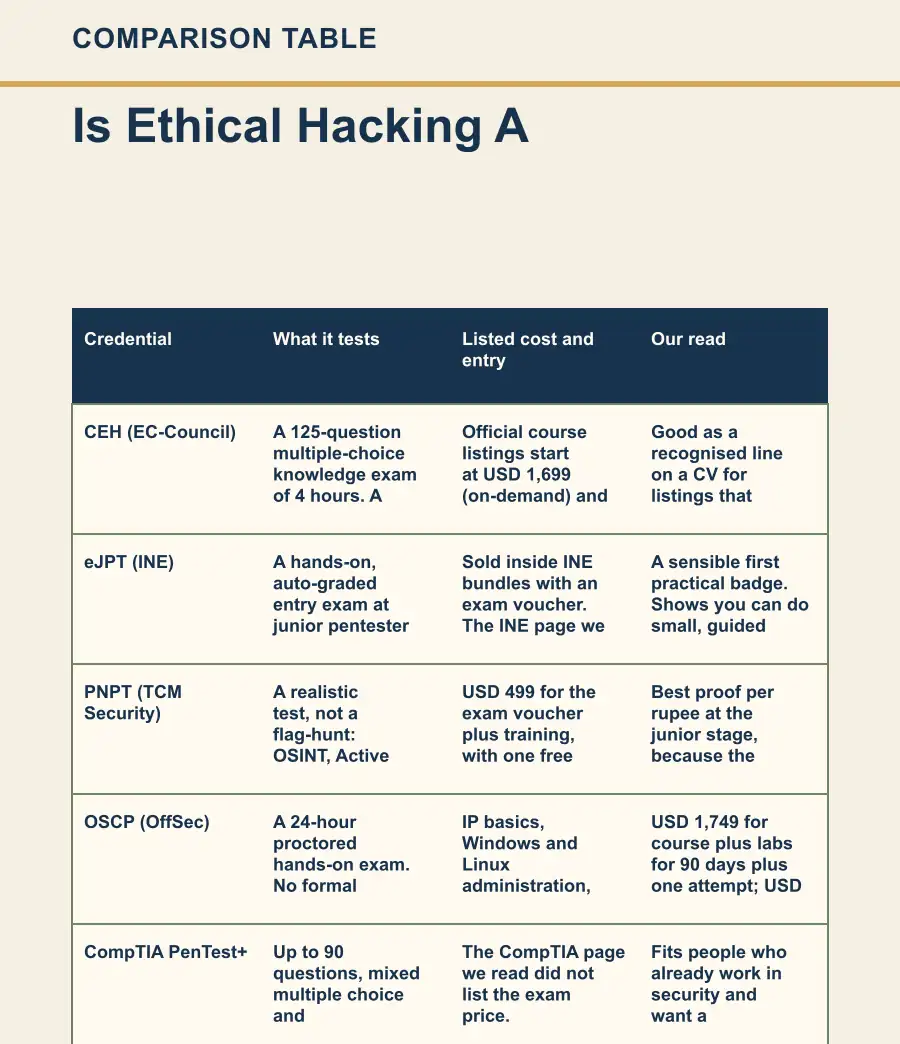 COMPARISON TABLE
Is Ethical Hacking A
Credential
What it tests
Listed cost and
entry
Our read
CEH (EC-Council)
A 125-question
multiple-choice
knowledge exam
of 4 hours. A
Official course
listings start
at USD 1,699
(on-demand) and
Good as a
recognised line
on a CV for
listings that
eJPT (INE)
A hands-on,
auto-graded
entry exam at
junior pentester
Sold inside INE
bundles with an
exam voucher.
The INE page we
A sensible first
practical badge.
Shows you can do
small, guided
PNPT (TCM
Security)
A realistic
test, not a
flag-hunt:
OSINT, Active
USD 499 for the
exam voucher
plus training,
with one free
Best proof per
rupee at the
junior stage,
because the
OSCP (OffSec)
A 24-hour
proctored
hands-on exam.
No formal
IP basics,
Windows and
Linux
administration,
USD 1,749 for
course plus labs
for 90 days plus
one attempt; USD
CompTIA PenTest+
Up to 90
questions, mixed
multiple choice
and
The CompTIA page
we read did not
list the exam
price.
Fits people who
already work in
security and
want a